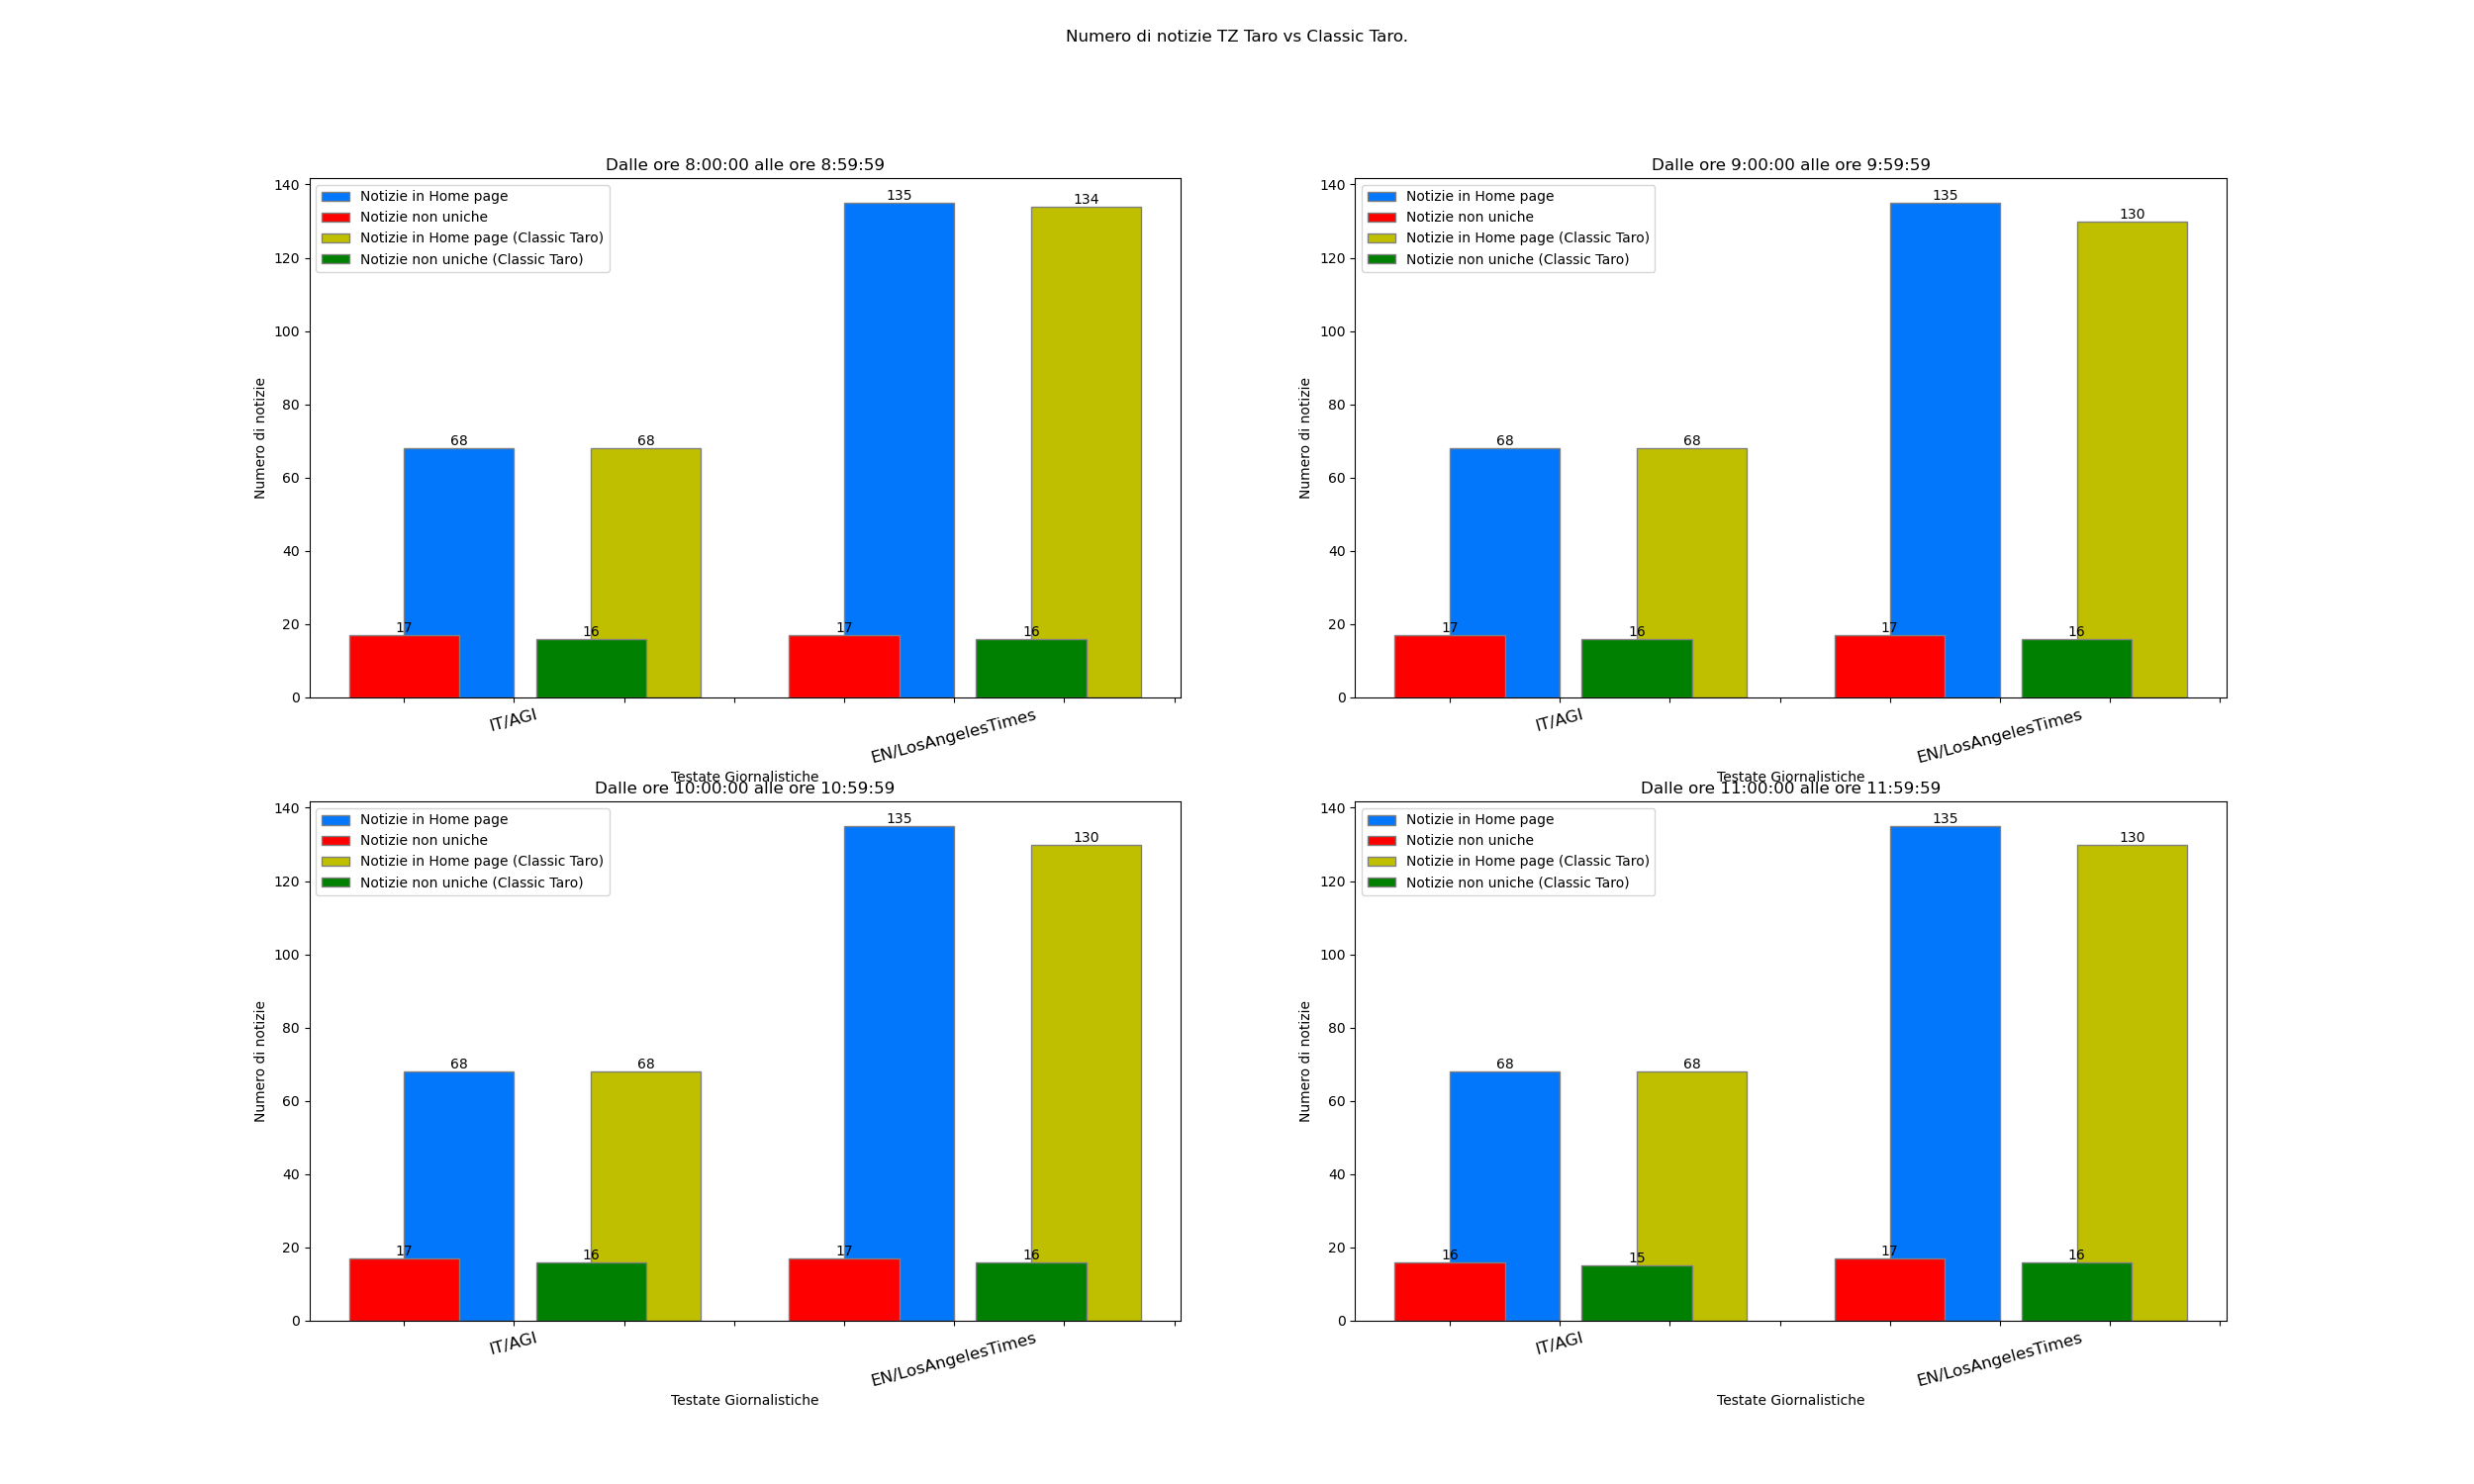 Numero di notizie TZ Taro vs Classic Taro.
Dalle ore 8:00:00 alle ore 8:59:59
Numero di notizie
140
120
100
80
60
40
20
0
Notizie in Home page
Notizie non uniche
Notizie in Home page (Classic Taro)
Notizie non uniche (Classic Taro)
68
17
68
16
135
17
134
16
IT/AGI
EN/LosAngelesTimes
Testate Giornalistiche
Dalle ore 9:00:00 alle ore 9:59:59
Numero di notizie
140
120
100
80
60
40
20
0
Notizie in Home page
Notizie non uniche
Notizie in Home page (Classic Taro)
Notizie non uniche (Classic Taro)
68
17
68
16
135
17
130
16
IT/AGI
EN/LosAngelesTimes
Testate Giornalistiche
Dalle ore 10:00:00 alle ore 10:59:59
Numero di notizie
140
120
100
80
60
40
20
0
Notizie in Home page
Notizie non uniche
Notizie in Home page (Classic Taro)
Notizie non uniche (Classic Taro)
68
17
68
16
135
17
130
16
IT/AGI
EN/LosAngelesTimes
Testate Giornalistiche
Dalle ore 11:00:00 alle ore 11:59:59
Numero di notizie
140
120
100
80
60
40
20
0
Notizie in Home page
Notizie non uniche
Notizie in Home page (Classic Taro)
Notizie non uniche (Classic Taro)
68
16
68
15
135
17
130
16
IT/AGI
EN/LosAngelesTimes
Testate Giornalistiche